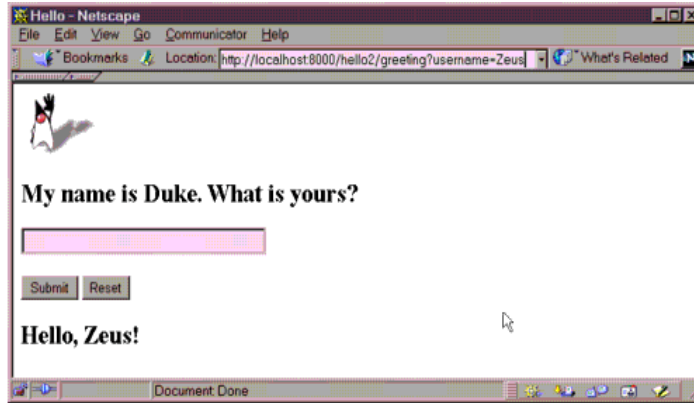 Hello - Netscape
File Edit View Go Communicator Help
Bookmarks Location: http://localhost:8000/hello2/greeting?username=Zeus What's Related N
My name is Duke. What is yours?
Submit Reset
Hello, Zeus!
Document: Done